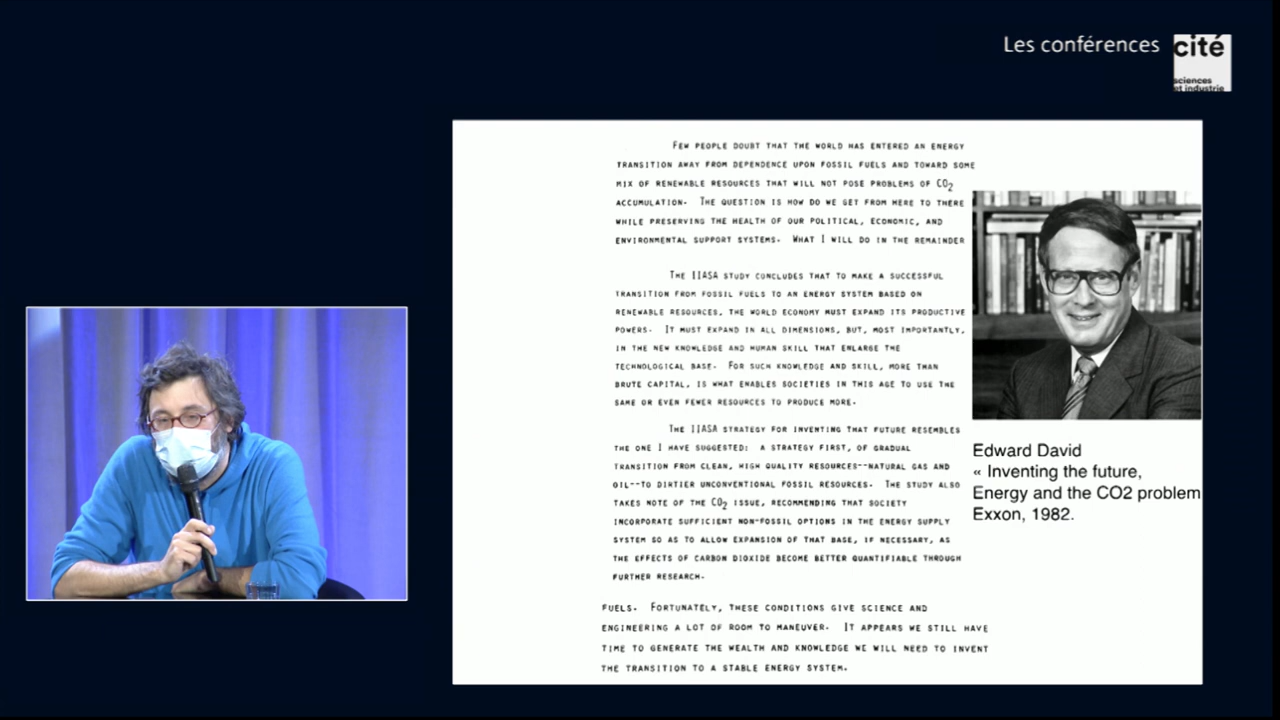 Les conférences
cité
sciences
et industrie
FEW PEOPLE DOUBT THAT THE WORLD HAS ENTERED AN ENERGY
TRANSITION AWAY FROM DEPENDENCE UPON FOSSIL FUELS AND TOWARD SOME
MIX OF RENEWABLE RESOURCES THAT WILL NOT POSE PROBLEMS OF CO2
ACCUMULATION. THE QUESTION IS HOW DO WE GET FROM HERE TO THERE
WHILE PRESERVING THE HEALTH OF OUR POLITICAL, ECONOMIC, AND
ENVIRONMENTAL SUPPORT SYSTEMS. WHAT I WILL DO IN THE REMAINDER
THE IIASA STUDY CONCLUDES THAT TO MAKE A SUCCESSFUL
TRANSITION FROM FOSSIL FUELS TO AN ENERGY SYSTEM BASED ON
RENEWABLE RESOURCES, THE WORLD ECONOMY MUST EXPAND ITS PRODUCTIVE
POWERS. IT MUST EXPAND IN ALL DIMENSIONS, BUT, MOST IMPORTANTLY,
IN THE NEW KNOWLEDGE AND HUMAN SKILL THAT ENLARGE THE
TECHNOLOGICAL BASE. FOR SUCH KNOWLEDGE AND SKILL, MORE THAN
BRUTE CAPITAL, IS WHAT ENABLES SOCIETIES IN THIS AGE TO USE THE
SAME OR EVEN FEWER RESOURCES TO PRODUCE MORE.
THE IIASA STRATEGY FOR INVENTING THAT FUTURE RESEMBLES
THE ONE I HAVE SUGGESTED: A STRATEGY FIRST, OF GRADUAL
TRANSITION FROM CLEAN, HIGH QUALITY RESOURCES--NATURAL GAS AND
OIL--TO DIRTIER UNCONVENTIONAL FOSSIL RESOURCES. THE STUDY ALSO
TAKES NOTE OF THE CO2 ISSUE, RECOMMENDING THAT SOCIETY
INCORPORATE SUFFICIENT NON-FOSSIL OPTIONS IN THE ENERGY SUPPLY
SYSTEM SO AS TO ALLOW EXPANSION OF THAT BASE, IF NECESSARY, AS
THE EFFECTS OF CARBON DIOXIDE BECOME BETTER QUANTIFIABLE THROUGH
FURTHER RESEARCH.
FUELS. FORTUNATELY, THESE CONDITIONS GIVE SCIENCE AND
ENGINEERING A LOT OF ROOM TO MANEUVER. IT APPEARS WE STILL HAVE
TIME TO GENERATE THE WEALTH AND KNOWLEDGE WE WILL NEED TO INVENT
THE TRANSITION TO A STABLE ENERGY SYSTEM.
Edward David
« Inventing the future,
Energy and the CO2 problem
Exxon, 1982.